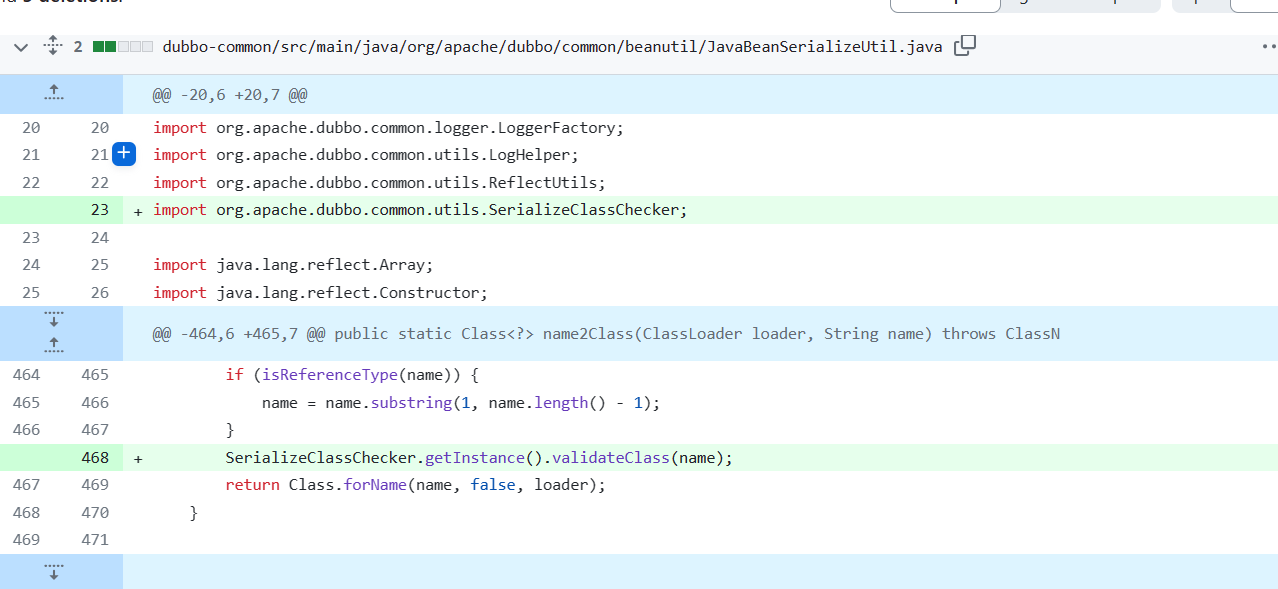 2 dubbo-common/src/main/java/org/apache/dubbo/common/beanutil/JavaBeanSerializeUtil.java
@@ -20,6 +20,7 @@
20 20 import org.apache.dubbo.common.logger.LoggerFactory;
21 21 import org.apache.dubbo.common.utils.LogHelper;
22 22 import org.apache.dubbo.common.utils.ReflectUtils;
23 + import org.apache.dubbo.common.utils.SerializeClassChecker;
23 24
24 25 import java.lang.reflect.Array;
25 26 import java.lang.reflect.Constructor;
@@ -464,6 +465,7 @@ public static Class<?> name2Class(ClassLoader loader, String name) throws ClassN
464 465 if (isReferenceType(name)) {
465 466 name = name.substring(1, name.length() - 1);
466 467 }
468 + SerializeClassChecker.getInstance().validateClass(name);
467 469 return Class.forName(name, false, loader);
468 470 }
469 471